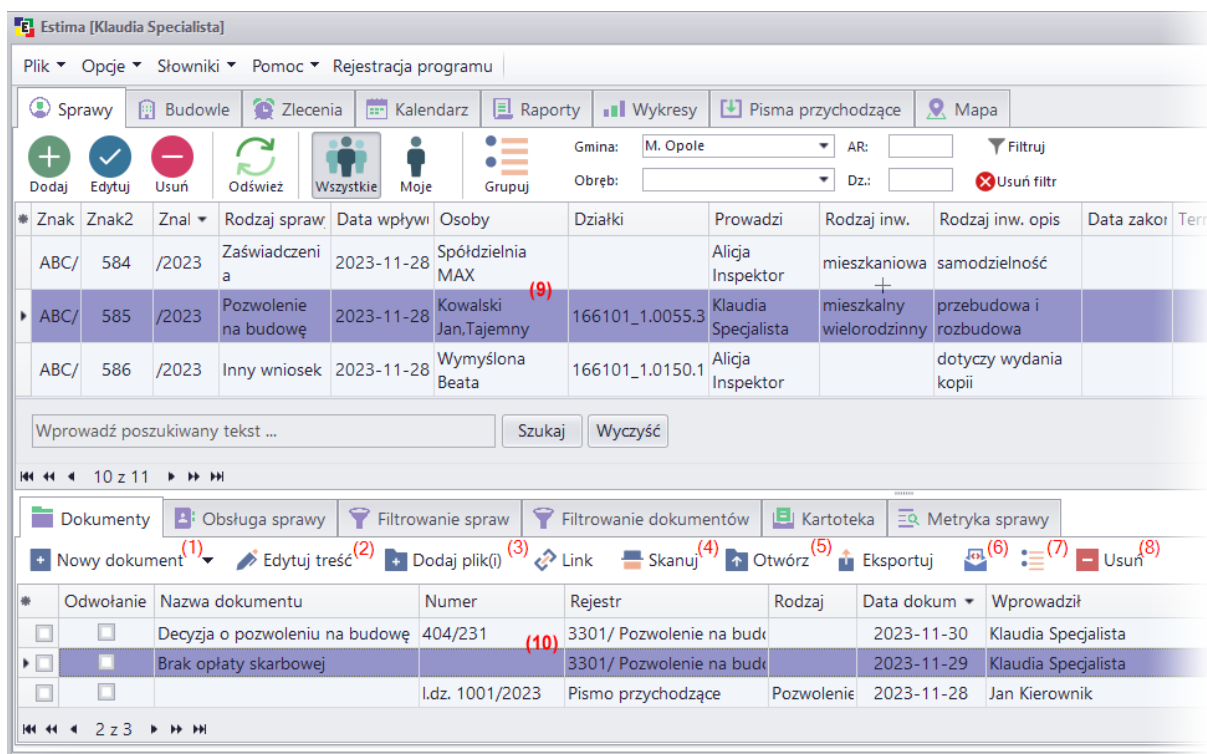 Estima [Klaudia Specialista]
Plik Opcje Słowniki Pomoc Rejestracja programu
Sprawy Budowle Zlecenia Kalendarz Raporty Wykresy Pisma przychodzące Mapa
Gmina: M. Opole AR: Filtruj
Dodaj Edytuj Usuń Odśwież Wszystkie Moje Grupuj Obręb: Dz.: Usuń filtr
Znak Znak2 Znal Rodzaj spraw Data wpływu Osoby Działki Prowadzi Rodzaj inw. Rodzaj inw. opis Data zakor Tern
ABC/ 584 /2023 Zaświadczeni
a 2023-11-28 Spółdzielnia
MAX Alicja
Inspektor mieszkaniowa samodzielność
(9)
ABC/ 585 /2023 Pozwolenie
na budowę 2023-11-28 Kowalski
Jan,Tajemny 166101_1.0055.3 Klaudia
Specjalista mieszkalny
wielorodzinny przebudowa i
rozbudowa
ABC/ 586 /2023 Inny wniosek 2023-11-28 Wymyślona
Beata 166101_1.0150.1 Alicja
Inspektor dotyczy wydania
kopii
Wprowadź poszukiwany tekst ... Szukaj Wyczyść
10 z 11
Dokumenty Obsługa sprawy Filtrowanie spraw Filtrowanie dokumentów Kartoteka Metryka sprawy
Nowy dokument (1) Edytuj treść (2) Dodaj plik(i) (3) Link Skanuj (4) Otwórz (5) Eksportuj (6) (7) Usuń (8)
Odwołanie Nazwa dokumentu Numer Rejestr Rodzaj Data dokum Wprowadził
Decyzja o pozwoleniu na budowę 404/231 3301/ Pozwolenie na budo 2023-11-30 Klaudia Specjalista
(10)
Brak opłaty skarbowej 3301/ Pozwolenie na budo 2023-11-29 Klaudia Specjalista
l.dz. 1001/2023 Pismo przychodzące Pozwolenie 2023-11-28 Jan Kierownik
2 z 3